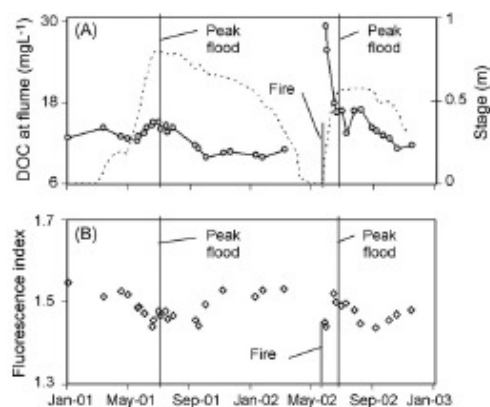 30
(A)
Peak
flood
Peak
flood
1
DOC at flume (mgL⁻¹)
18
Fire
0.5
Stage (m)
6
0
1.7
(B)
Peak
flood
Peak
flood
Fluorescence index
1.5
Fire
1.3
Jan-01 May-01 Sep-01 Jan-02 May-02 Sep-02 Jan-03